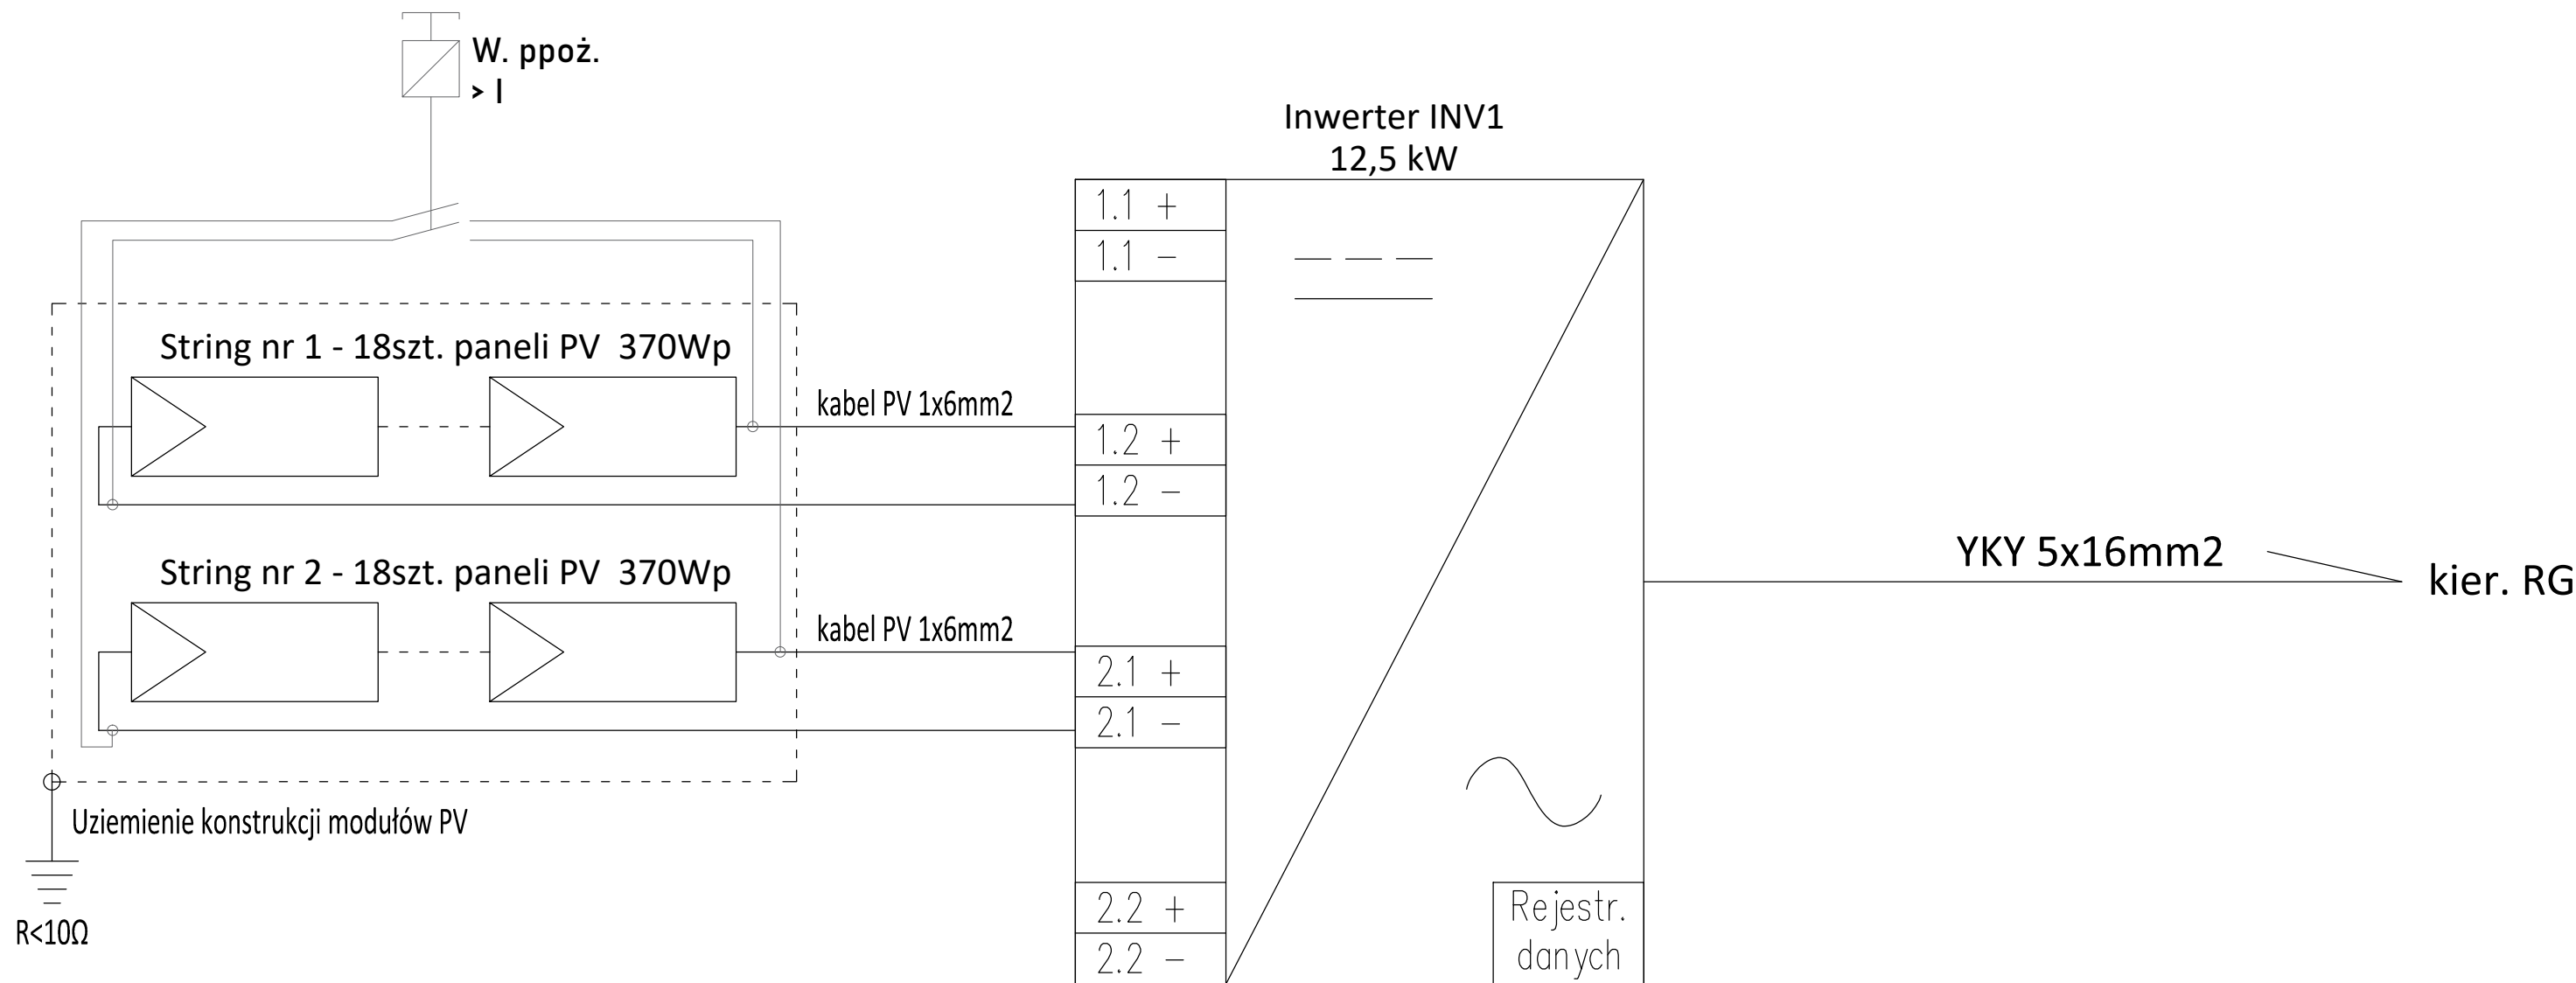 W. ppoż.
> I
Inwerter INV1
12,5 kW
1.1 +
1.1 −
String nr 1 - 18szt. paneli PV 370Wp
kabel PV 1x6mm2
1.2 +
1.2 −
YKY 5x16mm2
kier. RG
String nr 2 - 18szt. paneli PV 370Wp
kabel PV 1x6mm2
2.1 +
2.1 −
Uziemienie konstrukcji modułów PV
R<10Ω
2.2 +
2.2 −
Rejestr.
danych